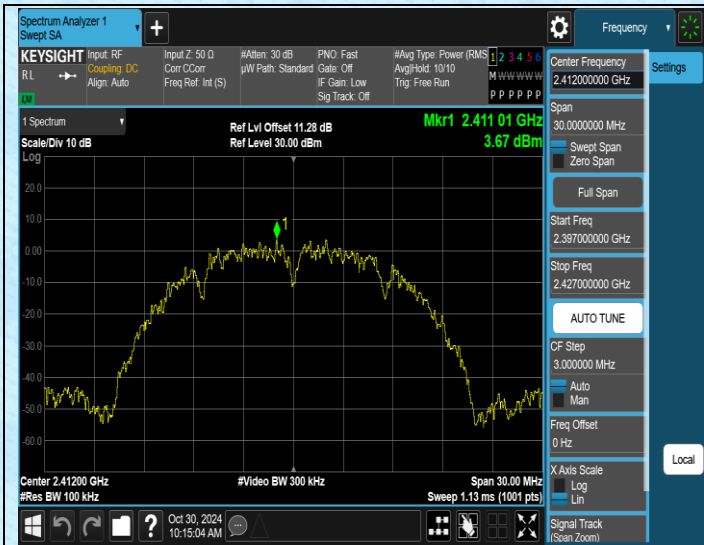 Spectrum Analyzer 1
Swept SA
+
Frequency
KEYSIGHT
RL
LXI
Input: RF
Coupling: DC
Align: Auto
Input Z: 50 Ω
Corr CCorr
Freq Ref: Int (S)
#Atten: 30 dB
µW Path: Standard
PNO: Fast
Gate: Off
IF Gain: Low
Sig Track: Off
#Avg Type: Power (RMS
Avg|Hold: 10/10
Trig: Free Run
1 2 3 4 5 6
M W W W W W
P P P P P P
1 Spectrum
Scale/Div 10 dB
Log
Ref Lvl Offset 11.28 dB
Ref Level 30.00 dBm
Mkr1 2.411 01 GHz
3.67 dBm
20.0
10.0
0.00
-10.0
-20.0
-30.0
-40.0
-50.0
-60.0
1
Center 2.41200 GHz
#Res BW 100 kHz
#Video BW 300 kHz
Span 30.00 MHz
Sweep 1.13 ms (1001 pts)
Center Frequency
2.412000000 GHz
Span
30.0000000 MHz
Swept Span
Zero Span
Full Span
Start Freq
2.397000000 GHz
Stop Freq
2.427000000 GHz
AUTO TUNE
CF Step
3.000000 MHz
Auto
Man
Freq Offset
0 Hz
X Axis Scale
Log
Lin
Signal Track
(Span Zoom)
Settings
Local
?
Oct 30, 2024
10:15:04 AM